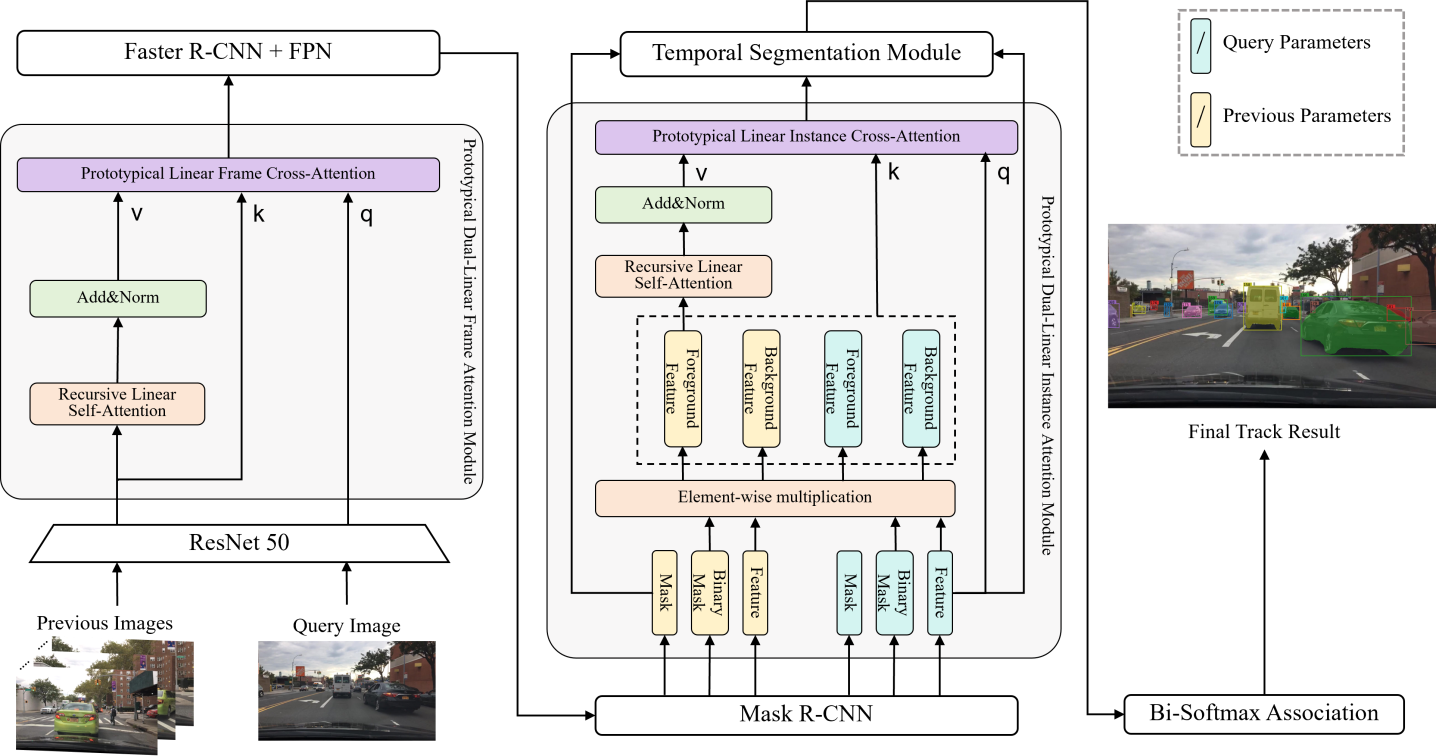 Faster R-CNN + FPN
Prototypical Linear Frame Cross-Attention
v
k
q
Add&Norm
Recursive Linear
Self-Attention
Prototypical Dual-Linear Frame Attention Module
ResNet 50
Previous Images
Query Image
Temporal Segmentation Module
Prototypical Linear Instance Cross-Attention
v
k
q
Add&Norm
Recursive Linear
Self-Attention
Foreground
Feature
Background
Feature
Foreground
Feature
Background
Feature
Element-wise multiplication
Mask
Binary
Mask
Feature
Mask
Binary
Mask
Feature
Prototypical Dual-Linear Instance Attention Module
Mask R-CNN
/ Query Parameters
/ Previous Parameters
Final Track Result
Bi-Softmax Association